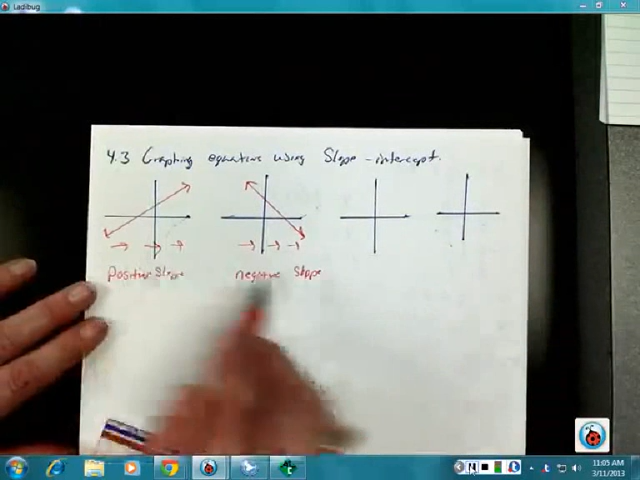 Ladibug
4.3 Graphing equations using Slope-intercept.
Positive Slope negative Slope
11:05 AM
3/11/2013